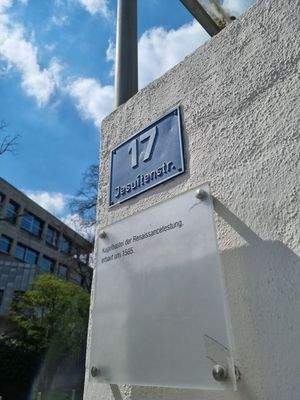 17
Jesuitenstr.
Kugelbastei der Renaissancefestung,
erbaut um 1565.